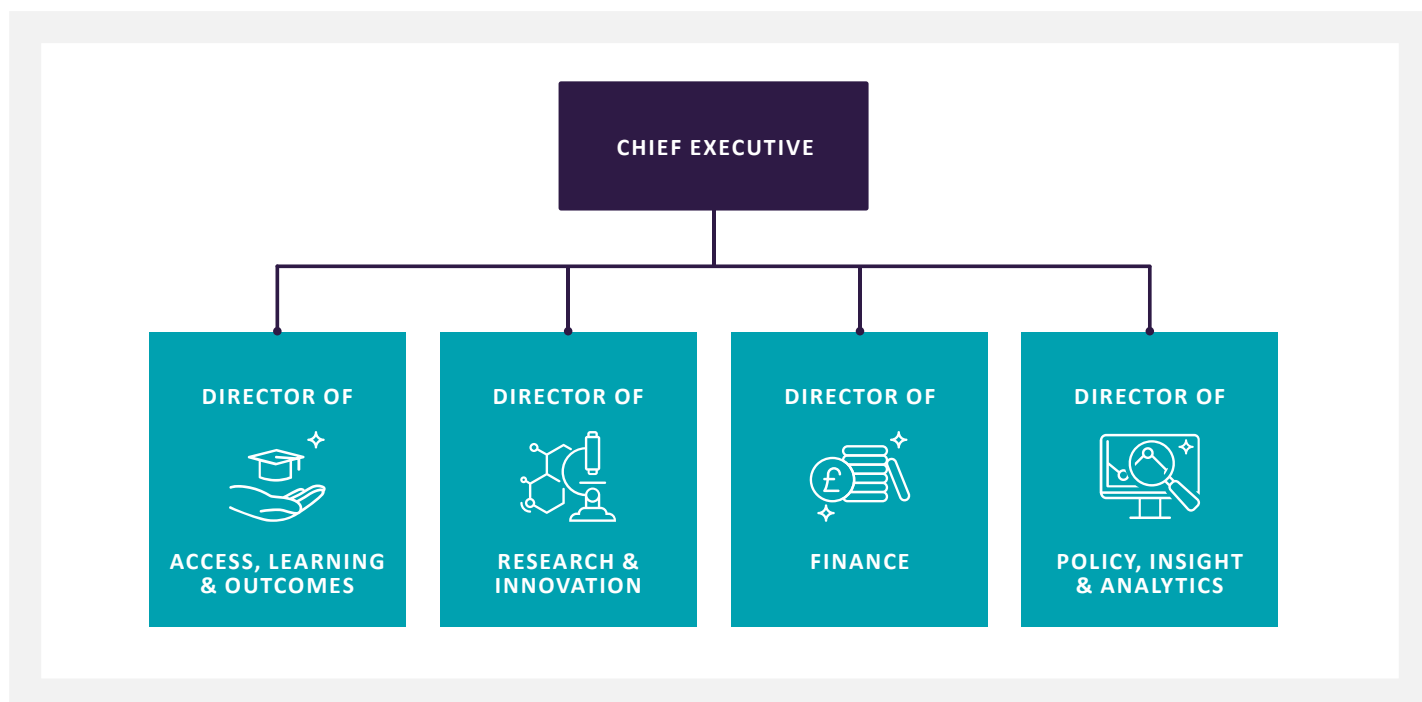 CHIEF EXECUTIVE
DIRECTOR OF
ACCESS, LEARNING
& OUTCOMES
DIRECTOR OF
RESEARCH &
INNOVATION
DIRECTOR OF
£
FINANCE
DIRECTOR OF
POLICY, INSIGHT
& ANALYTICS